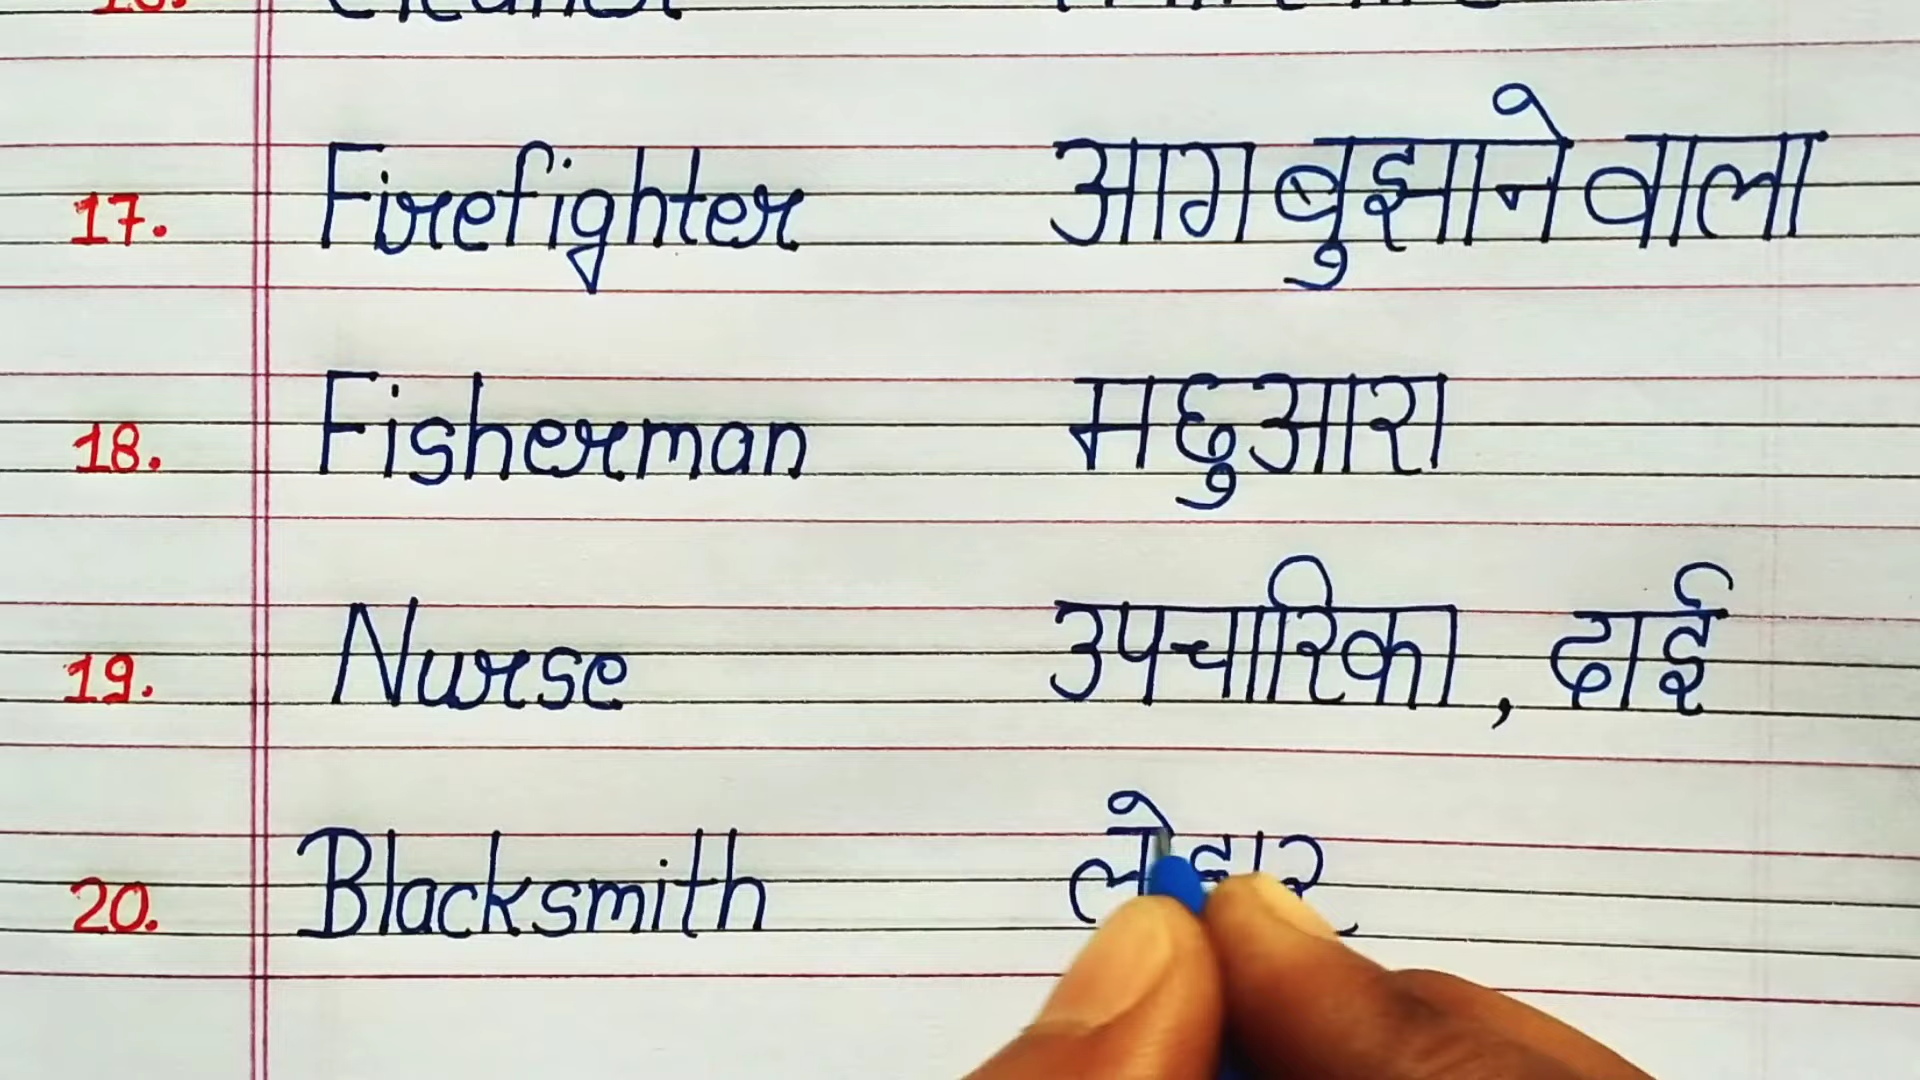 17. Firefighter आग बुझाने वाला
18. Fisherman मछुआरा
19. Nurse उपचारिका, दाई
20. Blacksmith लोहार